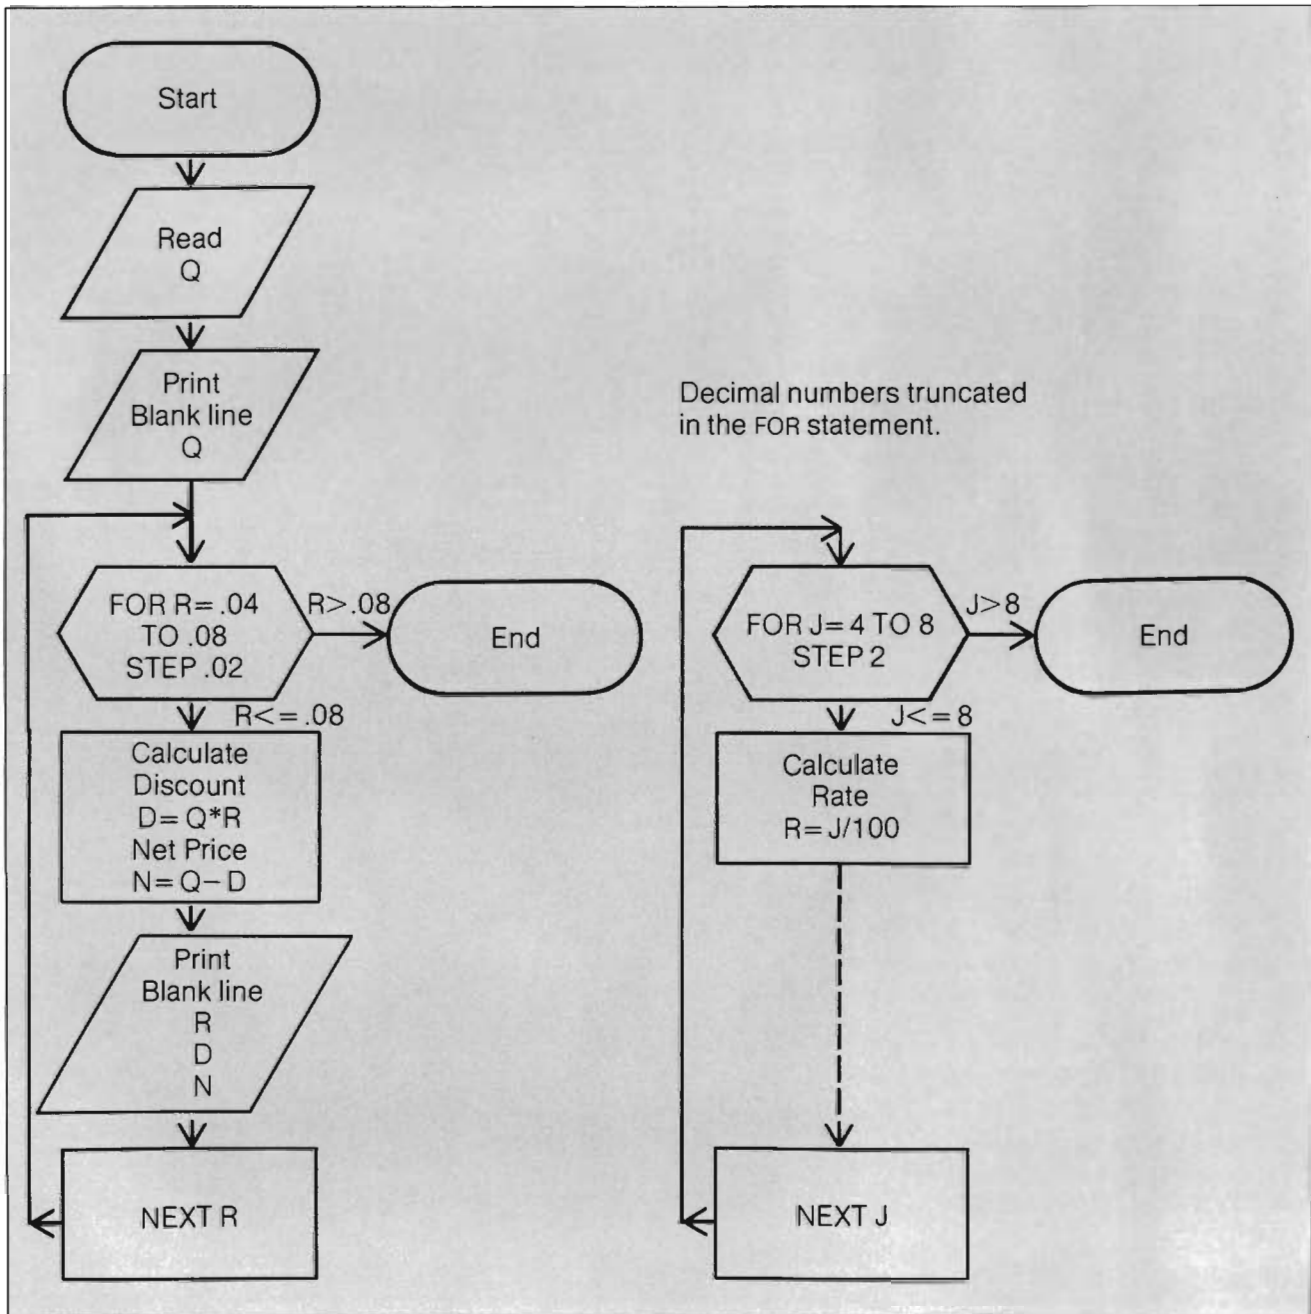 Start
Read
Q
Print
Blank line
Q
FOR R=.04
TO .08
STEP .02
R>.08
End
R<=.08
Calculate
Discount
D=Q*R
Net Price
N=Q−D
Print
Blank line
R
D
N
NEXT R
Decimal numbers truncated
in the FOR statement.
FOR J=4 TO 8
STEP 2
J>8
End
J<=8
Calculate
Rate
R=J/100
NEXT J